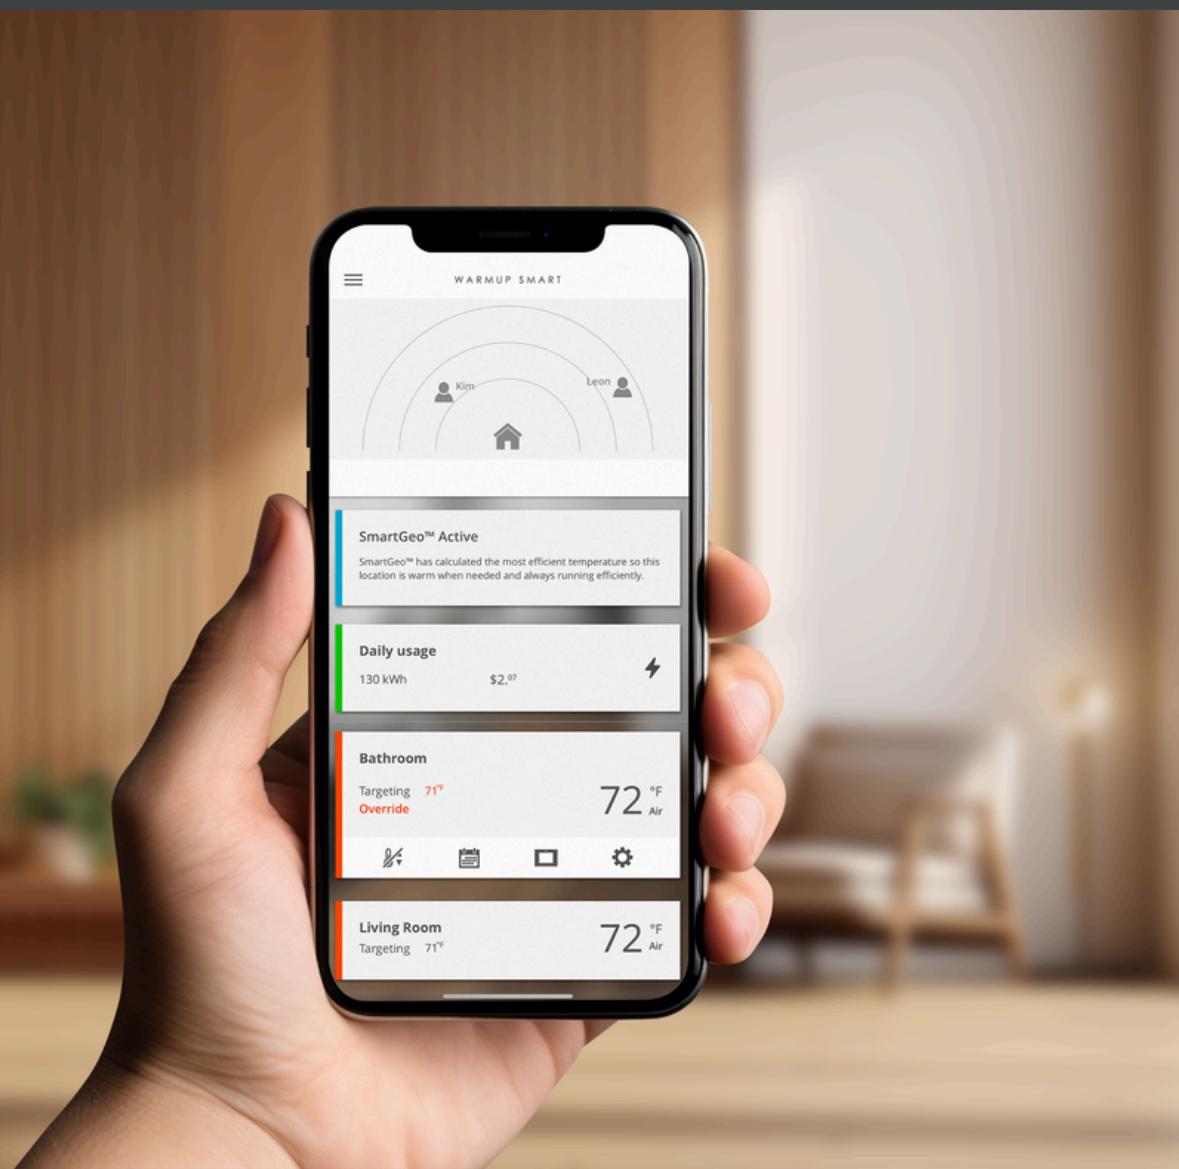 WARMUP SMART
Kim
Leon
SmartGeo™ Active
SmartGeo™ has calculated the most efficient temperature so this
location is warm when needed and always running efficiently.
Daily usage
130 kWh $2.07
Bathroom
Targeting 71°F
Override
72 °F
Air
Living Room
Targeting 71°F
72 °F
Air